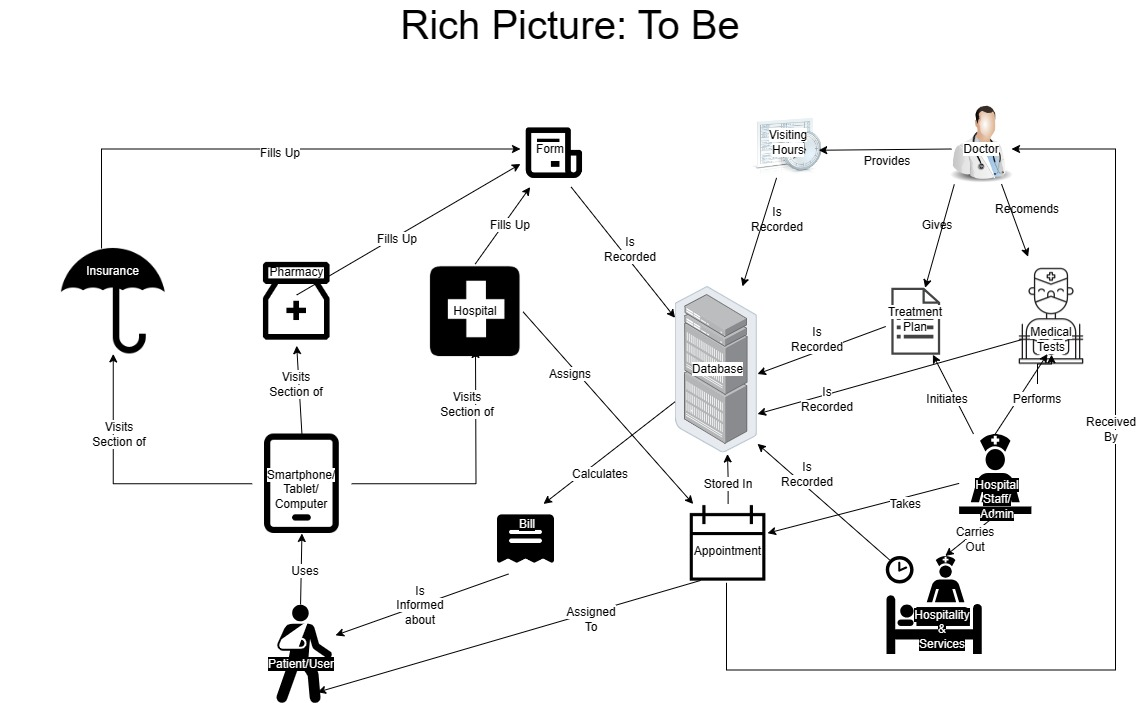 Rich Picture: To Be
Visiting
Hours
Doctor
Form
Fills Up
Provides
Recomends
Is
Recorded
Gives
Fills Up
Fills Up
Is
Recorded
Insurance
Pharmacy
Hospital
Treatment
Plan
Medical
Tests
Is
Recorded
Database
Assigns
Visits
Section of
Visits
Section of
Is
Recorded
Initiates
Performs
Visits
Section of
Received
By
Smartphone/
Tablet/
Computer
Calculates
Stored In
Is
Recorded
Hospital
Staff/
Admin
Takes
Bill
Carries
Out
Appointment
Uses
Is
Informed
about
Assigned
To
Hospitality
&
Services
Patient/User